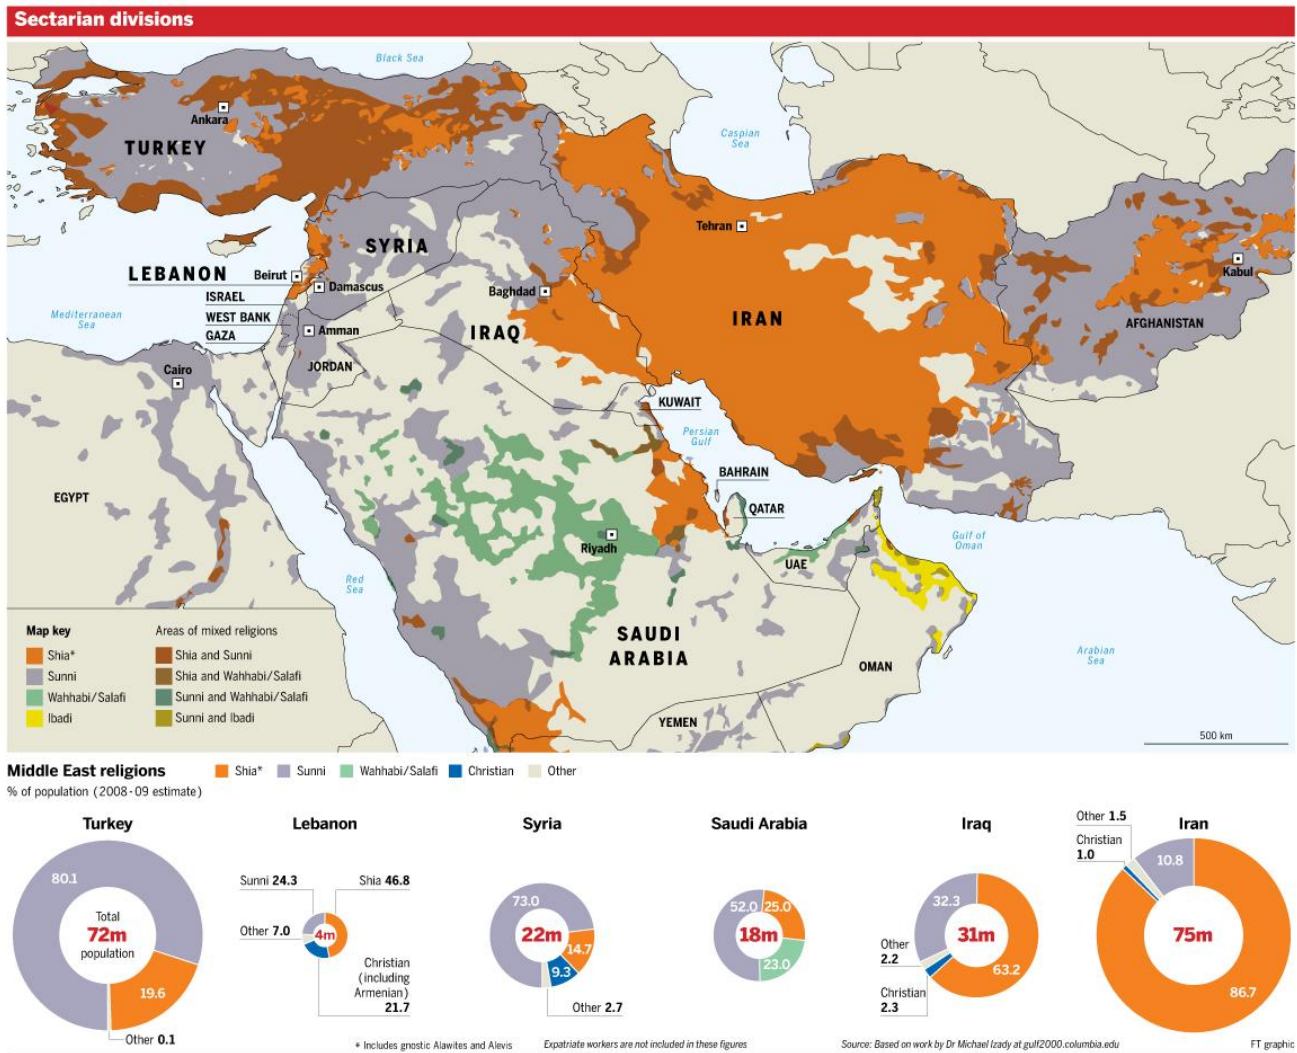 Sectarian divisions
Black Sea
Caspian
Sea
Ankara
TURKEY
Tehran
SYRIA
LEBANON
Beirut
Damascus
ISRAEL
WEST BANK
GAZA
Amman
Mediterranean
Sea
JORDAN
Cairo
Baghdad
IRAQ
IRAN
Kabul
AFGHANISTAN
KUWAIT
Persian
Gulf
BAHRAIN
QATAR
EGYPT
Riyadh
UAE
Gulf of
Oman
Red
Sea
SAUDI
ARABIA
OMAN
Arabian
Sea
YEMEN
500 km
Map key
Shia*
Sunni
Wahhabi/Salafi
Ibadi
Areas of mixed religions
Shia and Sunni
Shia and Wahhabi/Salafi
Sunni and Wahhabi/Salafi
Sunni and Ibadi
Middle East religions
Shia*
Sunni
Wahhabi/Salafi
Christian
Other
% of population (2008-09 estimate)
Turkey
80.1
Total
72m
population
19.6
Other 0.1
Lebanon
Sunni 24.3
Shia 46.8
Other 7.0
4m
Christian
(including
Armenian)
21.7
Syria
73.0
22m
14.7
9.3
Other 2.7
Saudi Arabia
52.0
25.0
18m
23.0
Iraq
32.3
31m
63.2
Other
2.2
Christian
2.3
Iran
Other 1.5
Christian
1.0
10.8
75m
86.7
* Includes gnostic Alawites and Alevis
Expatriate workers are not included in these figures
Source: Based on work by Dr Michael Izady at gulf2000.columbia.edu
FT graphic